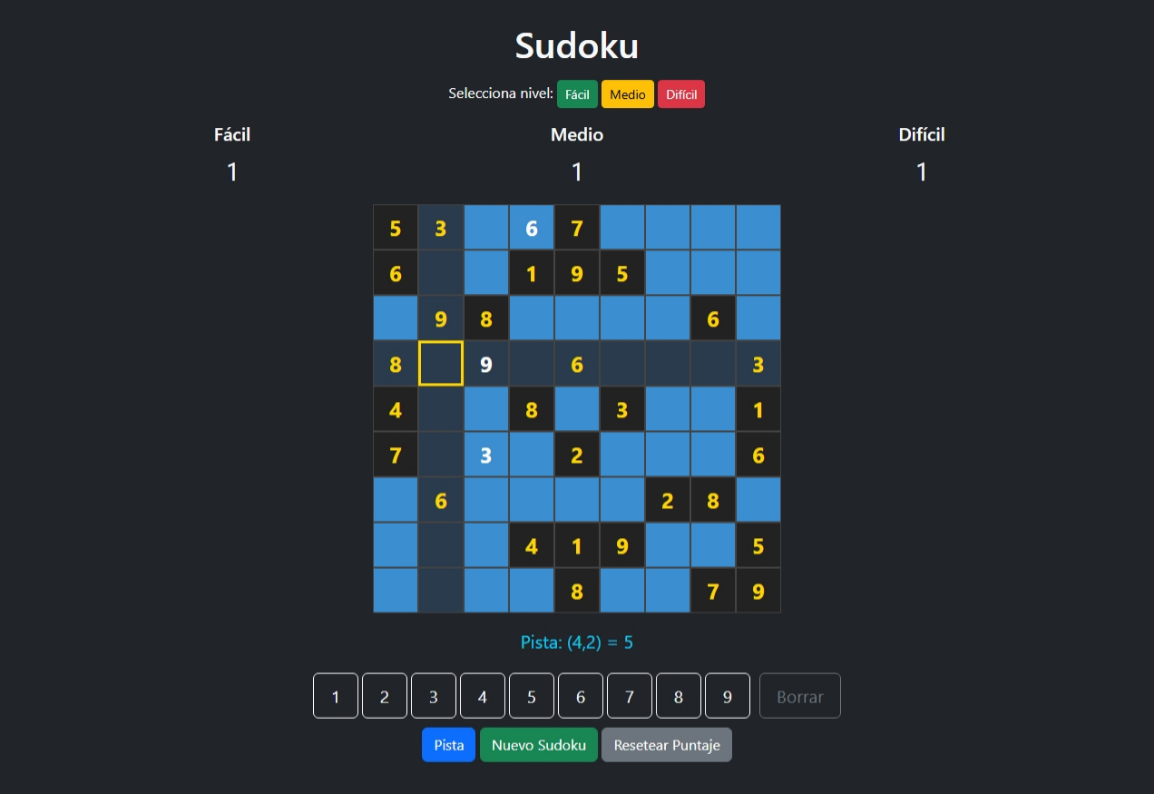 Sudoku
Selecciona nivel: Fácil Medio Difícil
Fácil Medio Difícil
1 1 1
5 3 6 7
6 1 9 5
9 8 6
8 9 6 3
4 8 3 1
7 3 2 6
6 2 8
4 1 9 5
8 7 9
Pista: (4,2) = 5
1 2 3 4 5 6 7 8 9 Borrar
Pista Nuevo Sudoku Resetear Puntaje